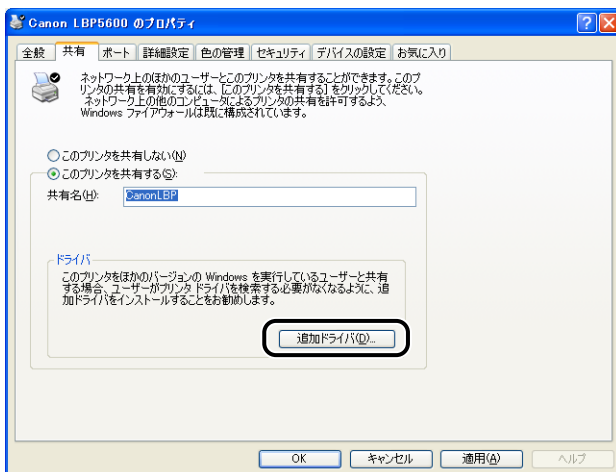 Canon LBP5600 のプロパティ
全般 共有 ポート 詳細設定 色の管理 セキュリティ デバイスの設定 お気に入り
ネットワーク上のほかのユーザーとこのプリンタを共有することができます。このプ
リンタの共有を有効にするには、[このプリンタを共有する] をクリックしてください。
ネットワーク上の他のコンピュータによるプリンタの共有を許可するよう、
Windows ファイアウォールは既に構成されています。
このプリンタを共有しない(N)
このプリンタを共有する(S):
共有名(H): CanonLBP
ドライバ
このプリンタをほかのバージョンの Windows を実行しているユーザーと共有
する場合、ユーザーがプリンタ ドライバを検索する必要がなくなるように、追
加ドライバをインストールすることをお勧めします。
追加ドライバ(D)...
OK キャンセル 適用(A) ヘルプ